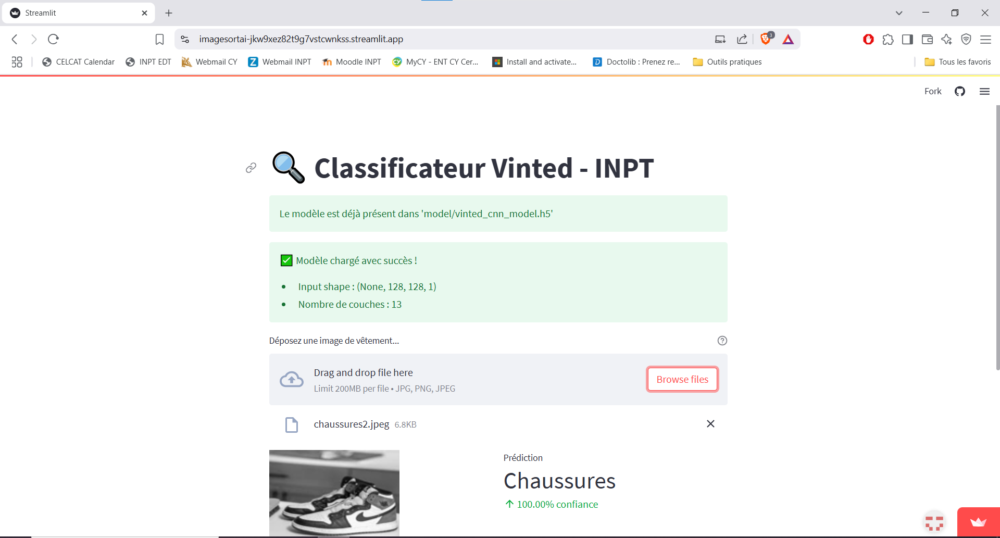 Streamlit
imagesortai-jkw9xez82t9g7vstcwnkss.streamlit.app
3
CELCAT Calendar
INPT EDT
Webmail CY
Webmail INPT
Moodle INPT
MyCY - ENT CY Cer...
Install and activate...
Doctolib : Prenez re...
Outils pratiques
Tous les favoris
Fork
Classificateur Vinted - INPT
Le modèle est déjà présent dans 'model/vinted_cnn_model.h5'
✅ Modèle chargé avec succès !
• Input shape : (None, 128, 128, 1)
• Nombre de couches : 13
Déposez une image de vêtement...
Drag and drop file here
Limit 200MB per file • JPG, PNG, JPEG
Browse files
chaussures2.jpeg 6.8KB
Prédiction
Chaussures
↑ 100.00% confiance